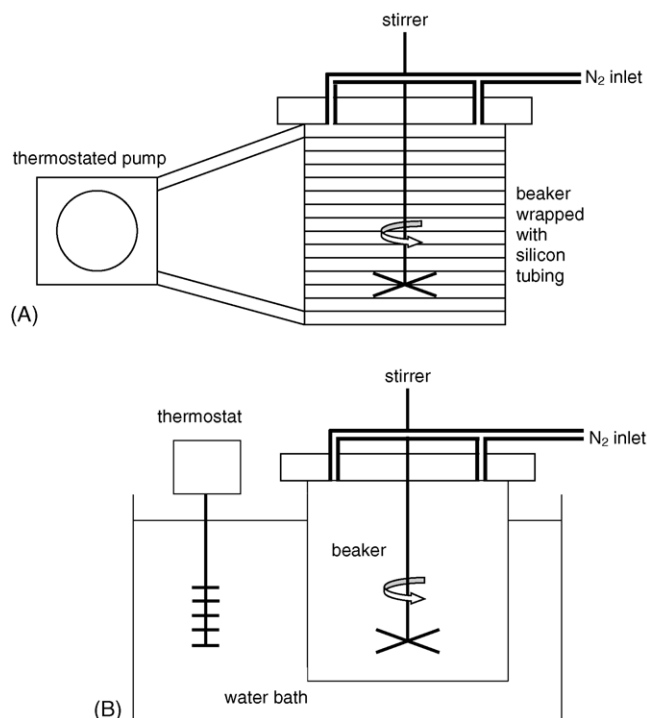 stirrer
N₂ inlet
thermostated pump
beaker
wrapped
with
silicon
tubing
(A)
stirrer
thermostat
N₂ inlet
beaker
water bath
(B)